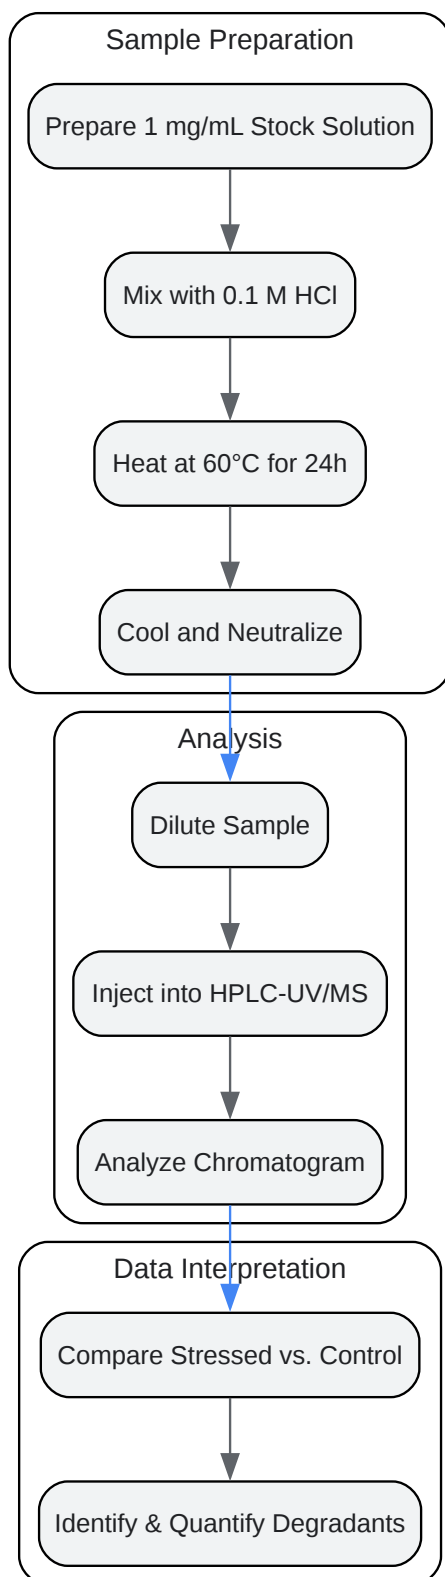 Sample Preparation
Prepare 1 mg/mL Stock Solution
Mix with 0.1 M HCl
Heat at 60°C for 24h
Cool and Neutralize
Analysis
Dilute Sample
Inject into HPLC-UV/MS
Analyze Chromatogram
Data Interpretation
Compare Stressed vs. Control
Identify & Quantify Degradants